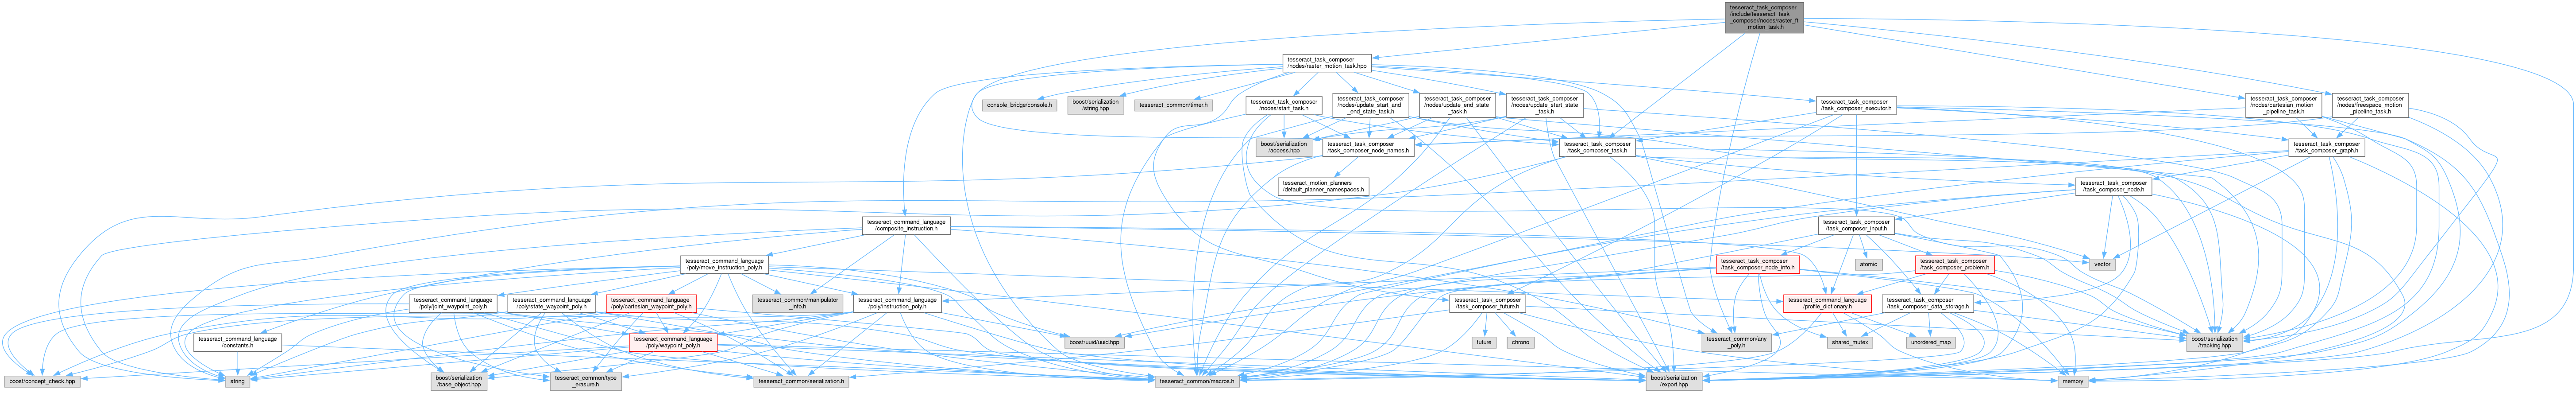 tesseract_task_composer
/include/tesseract_task
_composer/nodes/raster_ft
_motion_task.h
tesseract_task_composer
/nodes/raster_motion_task.hpp
console_bridge/console.h
boost/serialization
/string.hpp
tesseract_common/timer.h
tesseract_task_composer
/nodes/start_task.h
tesseract_task_composer
/nodes/update_start_and
_end_state_task.h
tesseract_task_composer
/nodes/update_end_state
_task.h
tesseract_task_composer
/nodes/update_start_state
_task.h
tesseract_task_composer
/task_composer_executor.h
tesseract_task_composer
/nodes/cartesian_motion
_pipeline_task.h
tesseract_task_composer
/nodes/freespace_motion
_pipeline_task.h
boost/serialization
/access.hpp
tesseract_task_composer
/task_composer_node_names.h
tesseract_task_composer
/task_composer_task.h
tesseract_task_composer
/task_composer_graph.h
tesseract_motion_planners
/default_planner_namespaces.h
tesseract_task_composer
/task_composer_node.h
tesseract_command_language
/composite_instruction.h
tesseract_task_composer
/task_composer_input.h
tesseract_command_language
/poly/move_instruction_poly.h
tesseract_task_composer
/task_composer_node_info.h
atomic
tesseract_task_composer
/task_composer_problem.h
vector
tesseract_command_language
/poly/joint_waypoint_poly.h
tesseract_command_language
/poly/state_waypoint_poly.h
tesseract_command_language
/poly/cartesian_waypoint_poly.h
tesseract_common/manipulator
_info.h
tesseract_command_language
/poly/instruction_poly.h
tesseract_task_composer
/task_composer_future.h
tesseract_command_language
/profile_dictionary.h
tesseract_task_composer
/task_composer_data_storage.h
tesseract_command_language
/constants.h
tesseract_command_language
/poly/waypoint_poly.h
boost/uuid/uuid.hpp
future
chrono
tesseract_common/any
_poly.h
shared_mutex
unordered_map
boost/serialization
/tracking.hpp
boost/concept_check.hpp
string
boost/serialization
/base_object.hpp
tesseract_common/type
_erasure.h
tesseract_common/serialization.h
tesseract_common/macros.h
boost/serialization
/export.hpp
memory